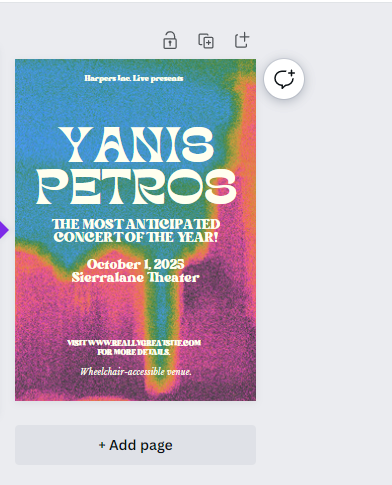 Harpers Inc. Live presents
YANIS
PETROS
THE MOST ANTICIPATED
CONCERT OF THE YEAR!
October 1, 2025
Sierralane Theater
VISIT WWW.REALLYGREATSITE.COM
FOR MORE DETAILS.
Wheelchair-accessible venue.
+ Add page